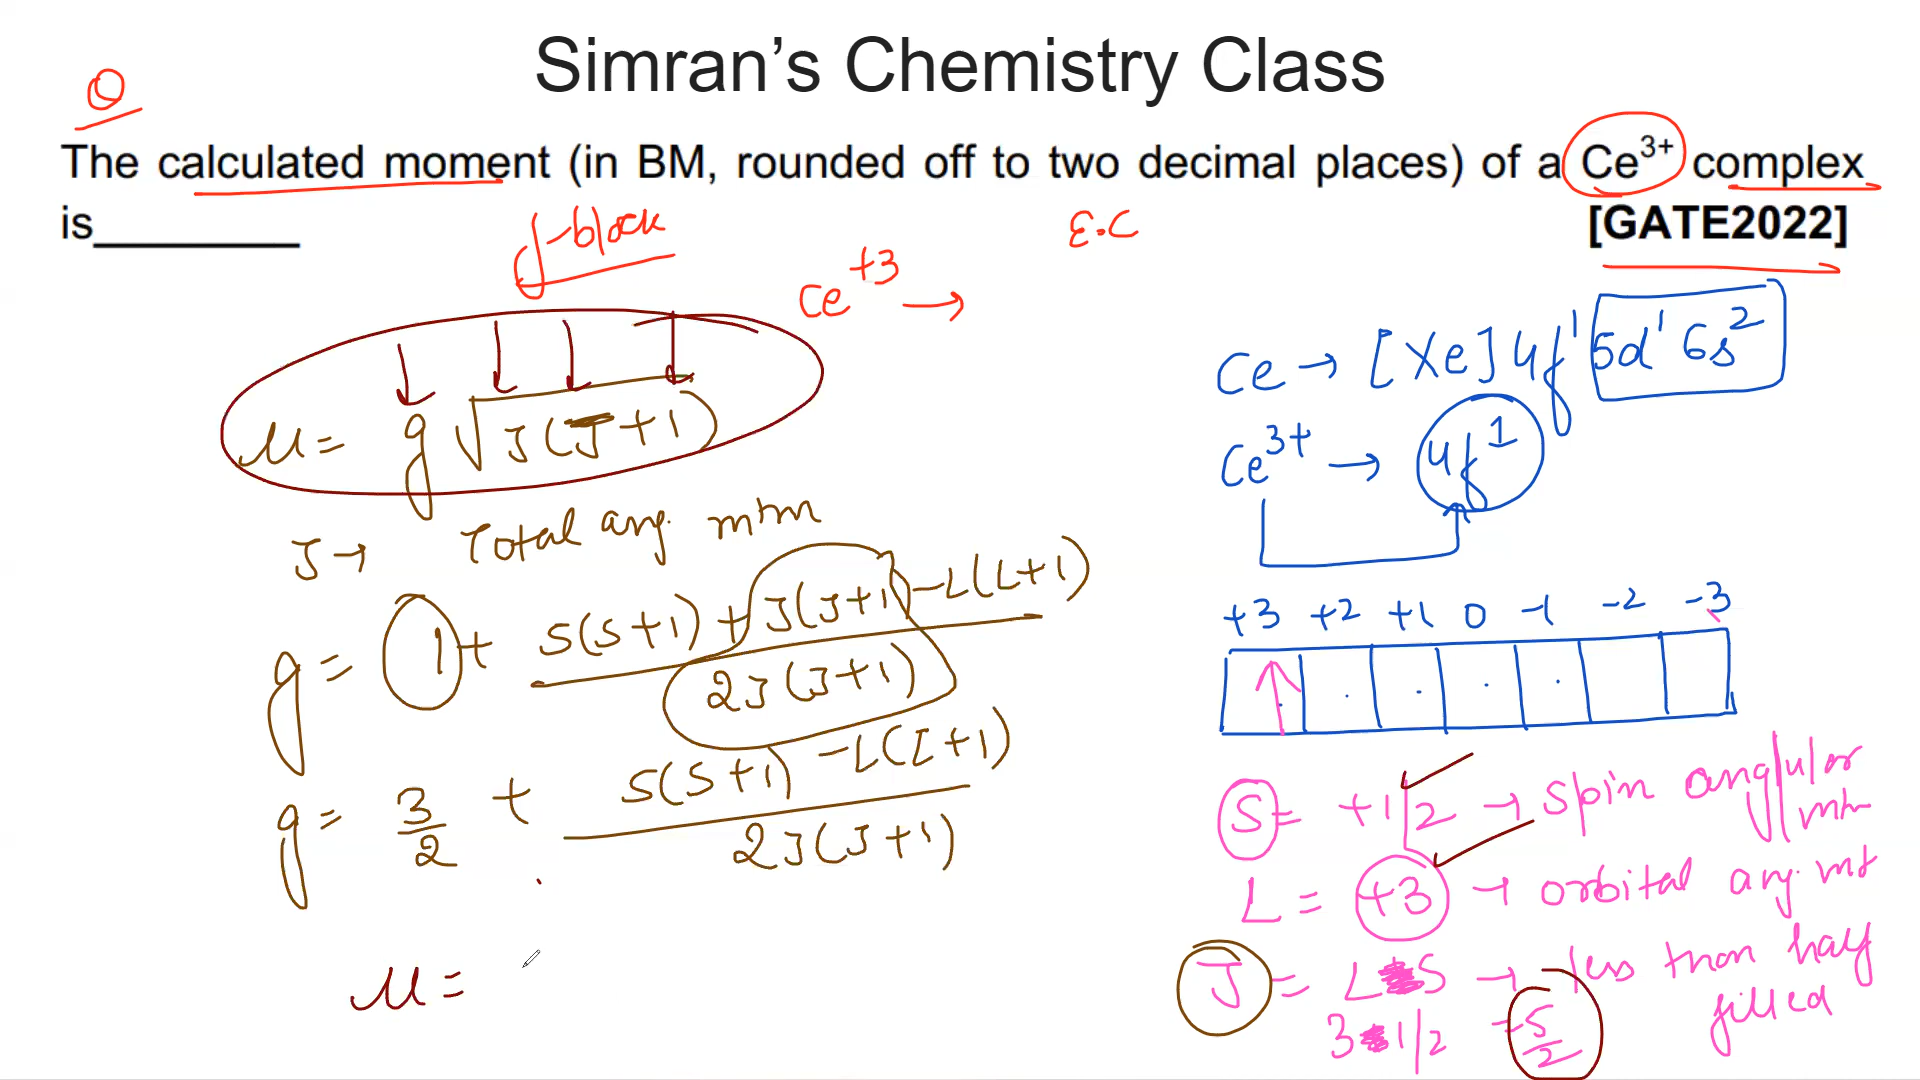 Simran’s Chemistry Class
Q
The calculated moment (in BM, rounded off to two decimal places) of a Ce³⁺ complex
is________ [GATE2022]
f-block
E.C
Ce⁺³ →
μ = g √J(J+1)
J → Total ang. mtm
g = 1 + S(S+1) + J(J+1) - L(L+1) / 2J(J+1)
g = 3/2 + S(S+1) - L(L+1) / 2J(J+1)
μ =
Ce → [Xe] 4f¹ 5d¹ 6s²
Ce³⁺ → 4f¹
+3 +2 +1 0 -1 -2 -3
S = +1/2 → Spin angular mtm
L = +3 → orbital ang. mt
J = L S → less than half filled
3 1/2 = 5/2